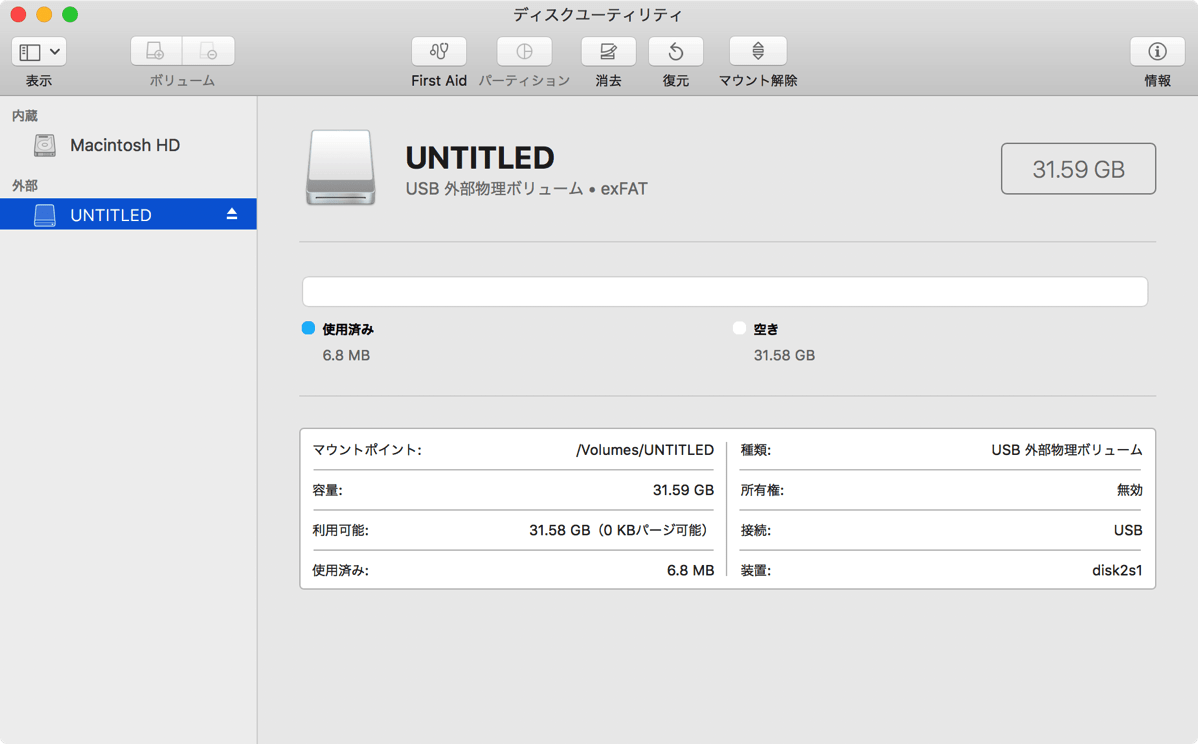 ディスクユーティリティ
表示
ボリューム
First Aid
パーティション
消去
復元
マウント解除
情報
内蔵
Macintosh HD
外部
UNTITLED
UNTITLED
USB 外部物理ボリューム • exFAT
31.59 GB
使用済み
6.8 MB
空き
31.58 GB
マウントポイント: /Volumes/UNTITLED
容量: 31.59 GB
利用可能: 31.58 GB（0 KBパージ可能）
使用済み: 6.8 MB
種類: USB 外部物理ボリューム
所有権: 無効
接続: USB
装置: disk2s1